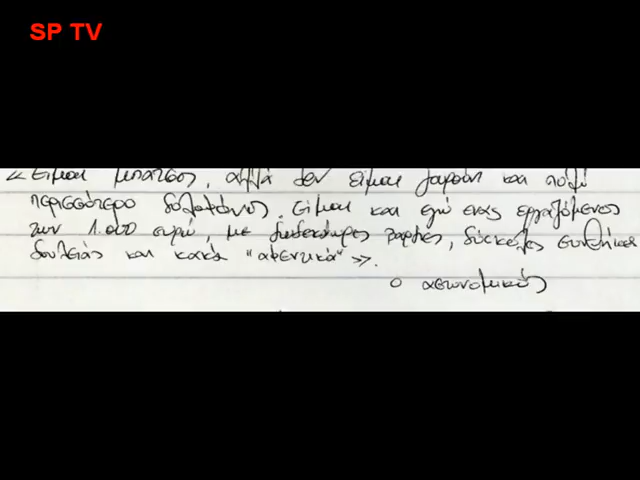 SP TV
« Είμαι μπάτσος, αλλά δεν είμαι γουρούνι και πολύ
περισσότερο δολοφόνος. Είμαι και εγώ ένας εργαζόμενος
των 1.000 ευρώ, με δωδεκάωρες βάρδιες, δύσκολες συνθήκες
δουλειάς και κακά "αφεντικά" ».
ο αστυνομικός